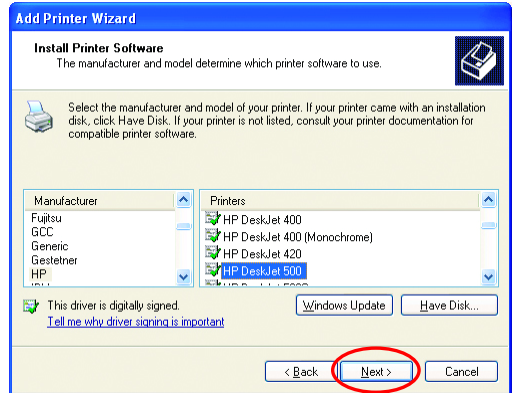 Add Printer Wizard
Install Printer Software
The manufacturer and model determine which printer software to use.
Select the manufacturer and model of your printer. If your printer came with an installation
disk, click Have Disk. If your printer is not listed, consult your printer documentation for
compatible printer software.
Manufacturer
Fujitsu
GCC
Generic
Gestetner
HP
Printers
HP DeskJet 400
HP DeskJet 400 (Monochrome)
HP DeskJet 420
HP DeskJet 500
This driver is digitally signed.
Tell me why driver signing is important
Windows Update
Have Disk...
< Back
Next >
Cancel